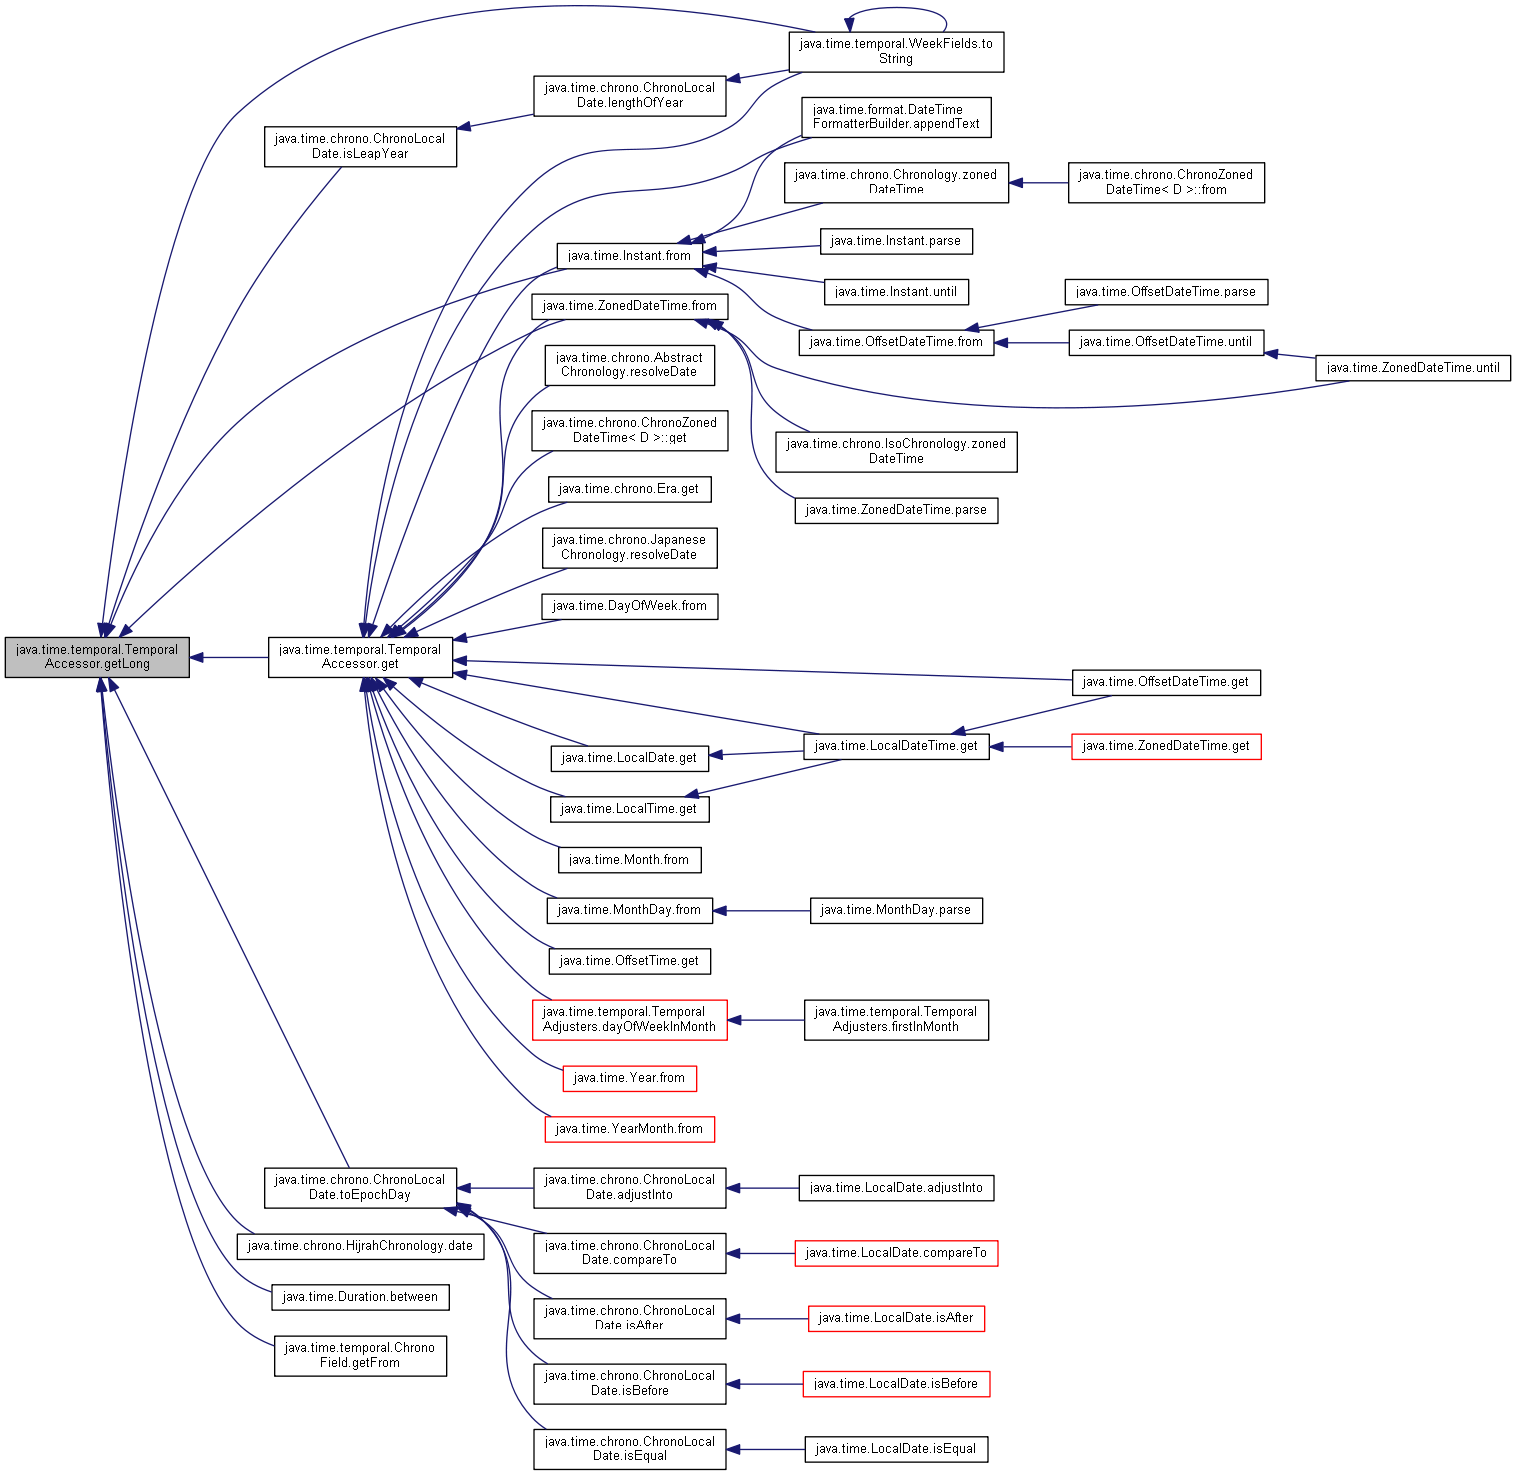 java.time.temporal.WeekFields.to
String
java.time.chrono.ChronoLocal
Date.lengthOfYear
java.time.format.DateTime
FormatterBuilder.appendText
java.time.chrono.ChronoLocal
Date.isLeapYear
java.time.chrono.Chronology.zoned
DateTime
java.time.chrono.ChronoZoned
DateTime< D >::from
java.time.Instant.parse
java.time.Instant.from
java.time.Instant.until
java.time.OffsetDateTime.parse
java.time.ZonedDateTime.from
java.time.OffsetDateTime.from
java.time.OffsetDateTime.until
java.time.chrono.Abstract
Chronology.resolveDate
java.time.ZonedDateTime.until
java.time.chrono.ChronoZoned
DateTime< D >::get
java.time.chrono.IsoChronology.zoned
DateTime
java.time.chrono.Era.get
java.time.ZonedDateTime.parse
java.time.chrono.Japanese
Chronology.resolveDate
java.time.DayOfWeek.from
java.time.temporal.Temporal
Accessor.getLong
java.time.temporal.Temporal
Accessor.get
java.time.OffsetDateTime.get
java.time.LocalDateTime.get
java.time.ZonedDateTime.get
java.time.LocalDate.get
java.time.LocalTime.get
java.time.Month.from
java.time.MonthDay.from
java.time.MonthDay.parse
java.time.OffsetTime.get
java.time.temporal.Temporal
Adjusters.dayOfWeekInMonth
java.time.temporal.Temporal
Adjusters.firstInMonth
java.time.Year.from
java.time.YearMonth.from
java.time.chrono.ChronoLocal
Date.toEpochDay
java.time.chrono.ChronoLocal
Date.adjustInto
java.time.LocalDate.adjustInto
java.time.chrono.HijrahChronology.date
java.time.chrono.ChronoLocal
Date.compareTo
java.time.LocalDate.compareTo
java.time.Duration.between
java.time.chrono.ChronoLocal
Date.isAfter
java.time.LocalDate.isAfter
java.time.temporal.Chrono
Field.getFrom
java.time.chrono.ChronoLocal
Date.isBefore
java.time.LocalDate.isBefore
java.time.chrono.ChronoLocal
Date.isEqual
java.time.LocalDate.isEqual